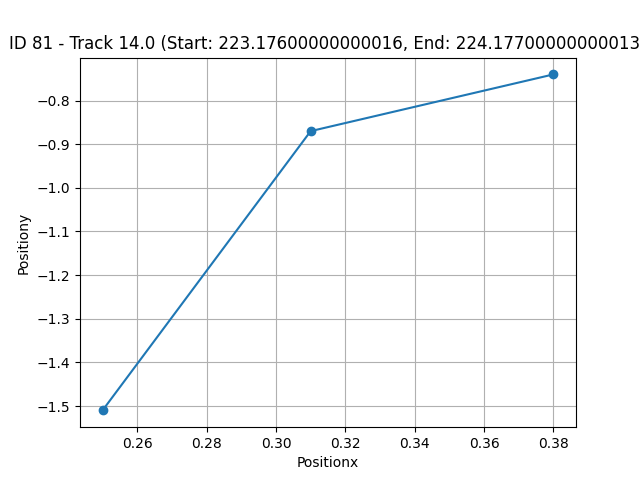 ID 81 - Track 14.0 (Start: 223.17600000000016, End: 224.17700000000013
−0.8
−0.9
−1.0
−1.1
−1.2
−1.3
−1.4
−1.5
Positiony
0.26 0.28 0.30 0.32 0.34 0.36 0.38
Positionx